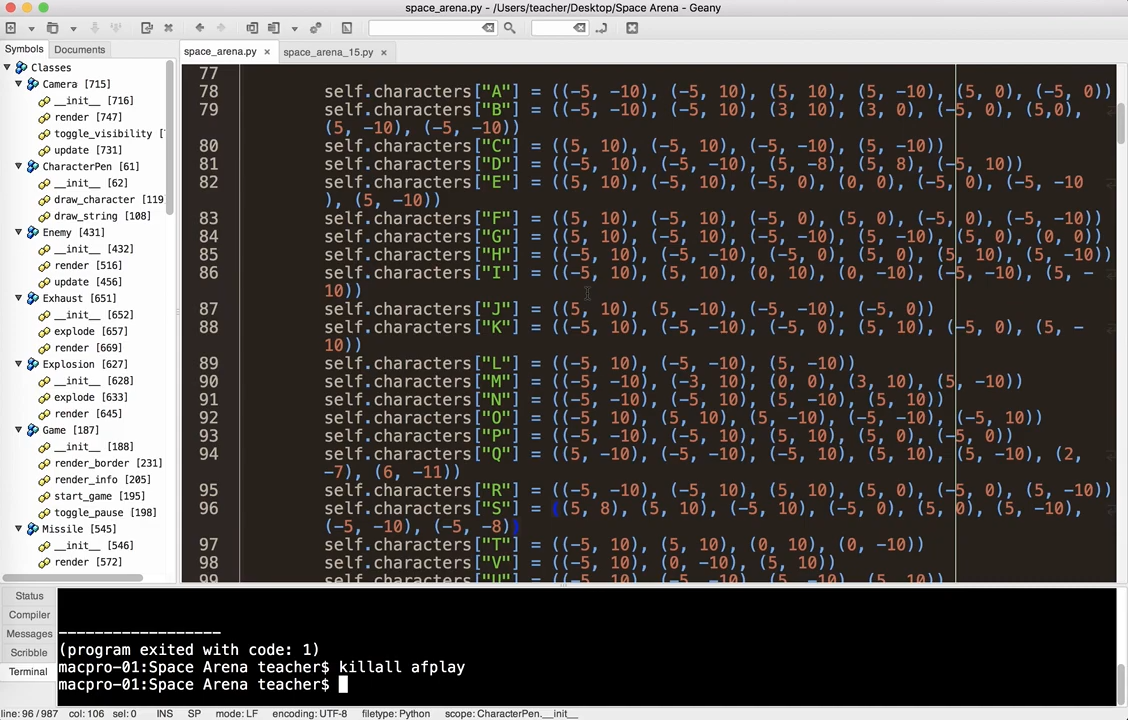 space_arena.py - /Users/teacher/Desktop/Space Arena - Geany
Symbols Documents
space_arena.py × space_arena_15.py ×
Classes
Camera [715]
__init__ [716]
render [747]
toggle_visibility [
update [731]
CharacterPen [61]
__init__ [62]
draw_character [119
draw_string [108]
Enemy [431]
__init__ [432]
render [516]
update [456]
Exhaust [651]
__init__ [652]
explode [657]
render [669]
Explosion [627]
__init__ [628]
explode [633]
render [645]
Game [187]
__init__ [188]
render_border [231]
render_info [205]
start_game [195]
toggle_pause [198]
Missile [545]
__init__ [546]
render [572]
77
78 self.characters["A"] = ((-5, -10), (-5, 10), (5, 10), (5, -10), (5, 0), (-5, 0))
79 self.characters["B"] = ((-5, -10), (-5, 10), (3, 10), (3, 0), (-5, 0), (5,0),
(5, -10), (-5, -10))
80 self.characters["C"] = ((5, 10), (-5, 10), (-5, -10), (5, -10))
81 self.characters["D"] = ((-5, 10), (-5, -10), (5, -8), (5, 8), (-5, 10))
82 self.characters["E"] = ((5, 10), (-5, 10), (-5, 0), (0, 0), (-5, 0), (-5, -10
), (5, -10))
83 self.characters["F"] = ((5, 10), (-5, 10), (-5, 0), (5, 0), (-5, 0), (-5, -10))
84 self.characters["G"] = ((5, 10), (-5, 10), (-5, -10), (5, -10), (5, 0), (0, 0))
85 self.characters["H"] = ((-5, 10), (-5, -10), (-5, 0), (5, 0), (5, 10), (5, -10))
86 self.characters["I"] = ((-5, 10), (5, 10), (0, 10), (0, -10), (-5, -10), (5, -
10))
87 self.characters["J"] = ((5, 10), (5, -10), (-5, -10), (-5, 0))
88 self.characters["K"] = ((-5, 10), (-5, -10), (-5, 0), (5, 10), (-5, 0), (5, -
10))
89 self.characters["L"] = ((-5, 10), (-5, -10), (5, -10))
90 self.characters["M"] = ((-5, -10), (-3, 10), (0, 0), (3, 10), (5, -10))
91 self.characters["N"] = ((-5, -10), (-5, 10), (5, -10), (5, 10))
92 self.characters["O"] = ((-5, 10), (5, 10), (5, -10), (-5, -10), (-5, 10))
93 self.characters["P"] = ((-5, -10), (-5, 10), (5, 10), (5, 0), (-5, 0))
94 self.characters["Q"] = ((5, -10), (-5, -10), (-5, 10), (5, 10), (5, -10), (2,
-7), (6, -11))
95 self.characters["R"] = ((-5, -10), (-5, 10), (5, 10), (5, 0), (-5, 0), (5, -10))
96 self.characters["S"] = ((5, 8), (5, 10), (-5, 10), (-5, 0), (5, 0), (5, -10),
(-5, -10), (-5, -8))
97 self.characters["T"] = ((-5, 10), (5, 10), (0, 10), (0, -10))
98 self.characters["V"] = ((-5, 10), (0, -10), (5, 10))
99 self.characters["U"] = ((-5, 10), (-5, -10), (5, -10), (5, 10))
Status
Compiler
Messages
Scribble
Terminal
------------------
(program exited with code: 1)
macpro-01:Space Arena teacher$ killall afplay
macpro-01:Space Arena teacher$
line: 96 / 987 col: 106 sel: 0 INS SP mode: LF encoding: UTF-8 filetype: Python scope: CharacterPen.__init__